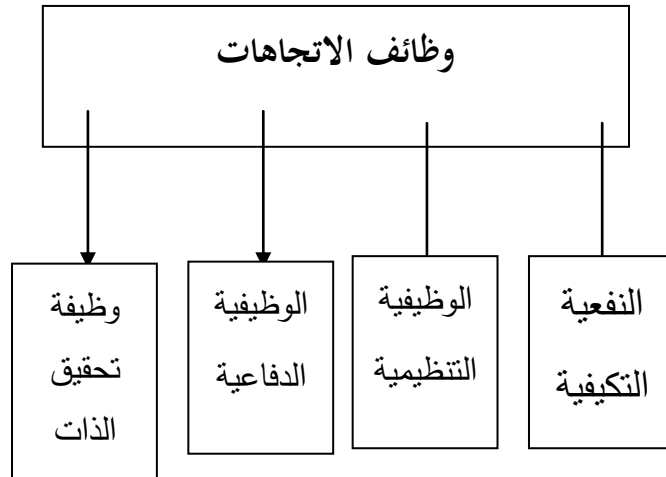 وظائف الاتجاهات
النفعية
التكيفية
الوظيفية
التنظيمية
الوظيفية
الدفاعية
وظيفة
تحقيق
الذات